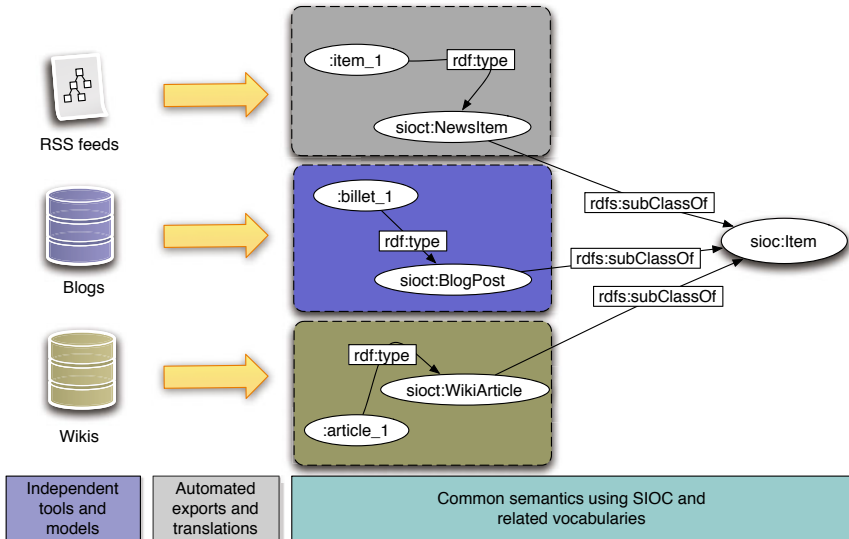 :item_1
rdf:type
sioct:NewsItem
RSS feeds
:billet_1
rdfs:subClassOf
rdf:type
sioc:Item
sioct:BlogPost
rdfs:subClassOf
Blogs
rdfs:subClassOf
rdf:type
sioct:WikiArticle
:article_1
Wikis
Independent
tools and
models
Automated
exports and
translations
Common semantics using SIOC and
related vocabularies